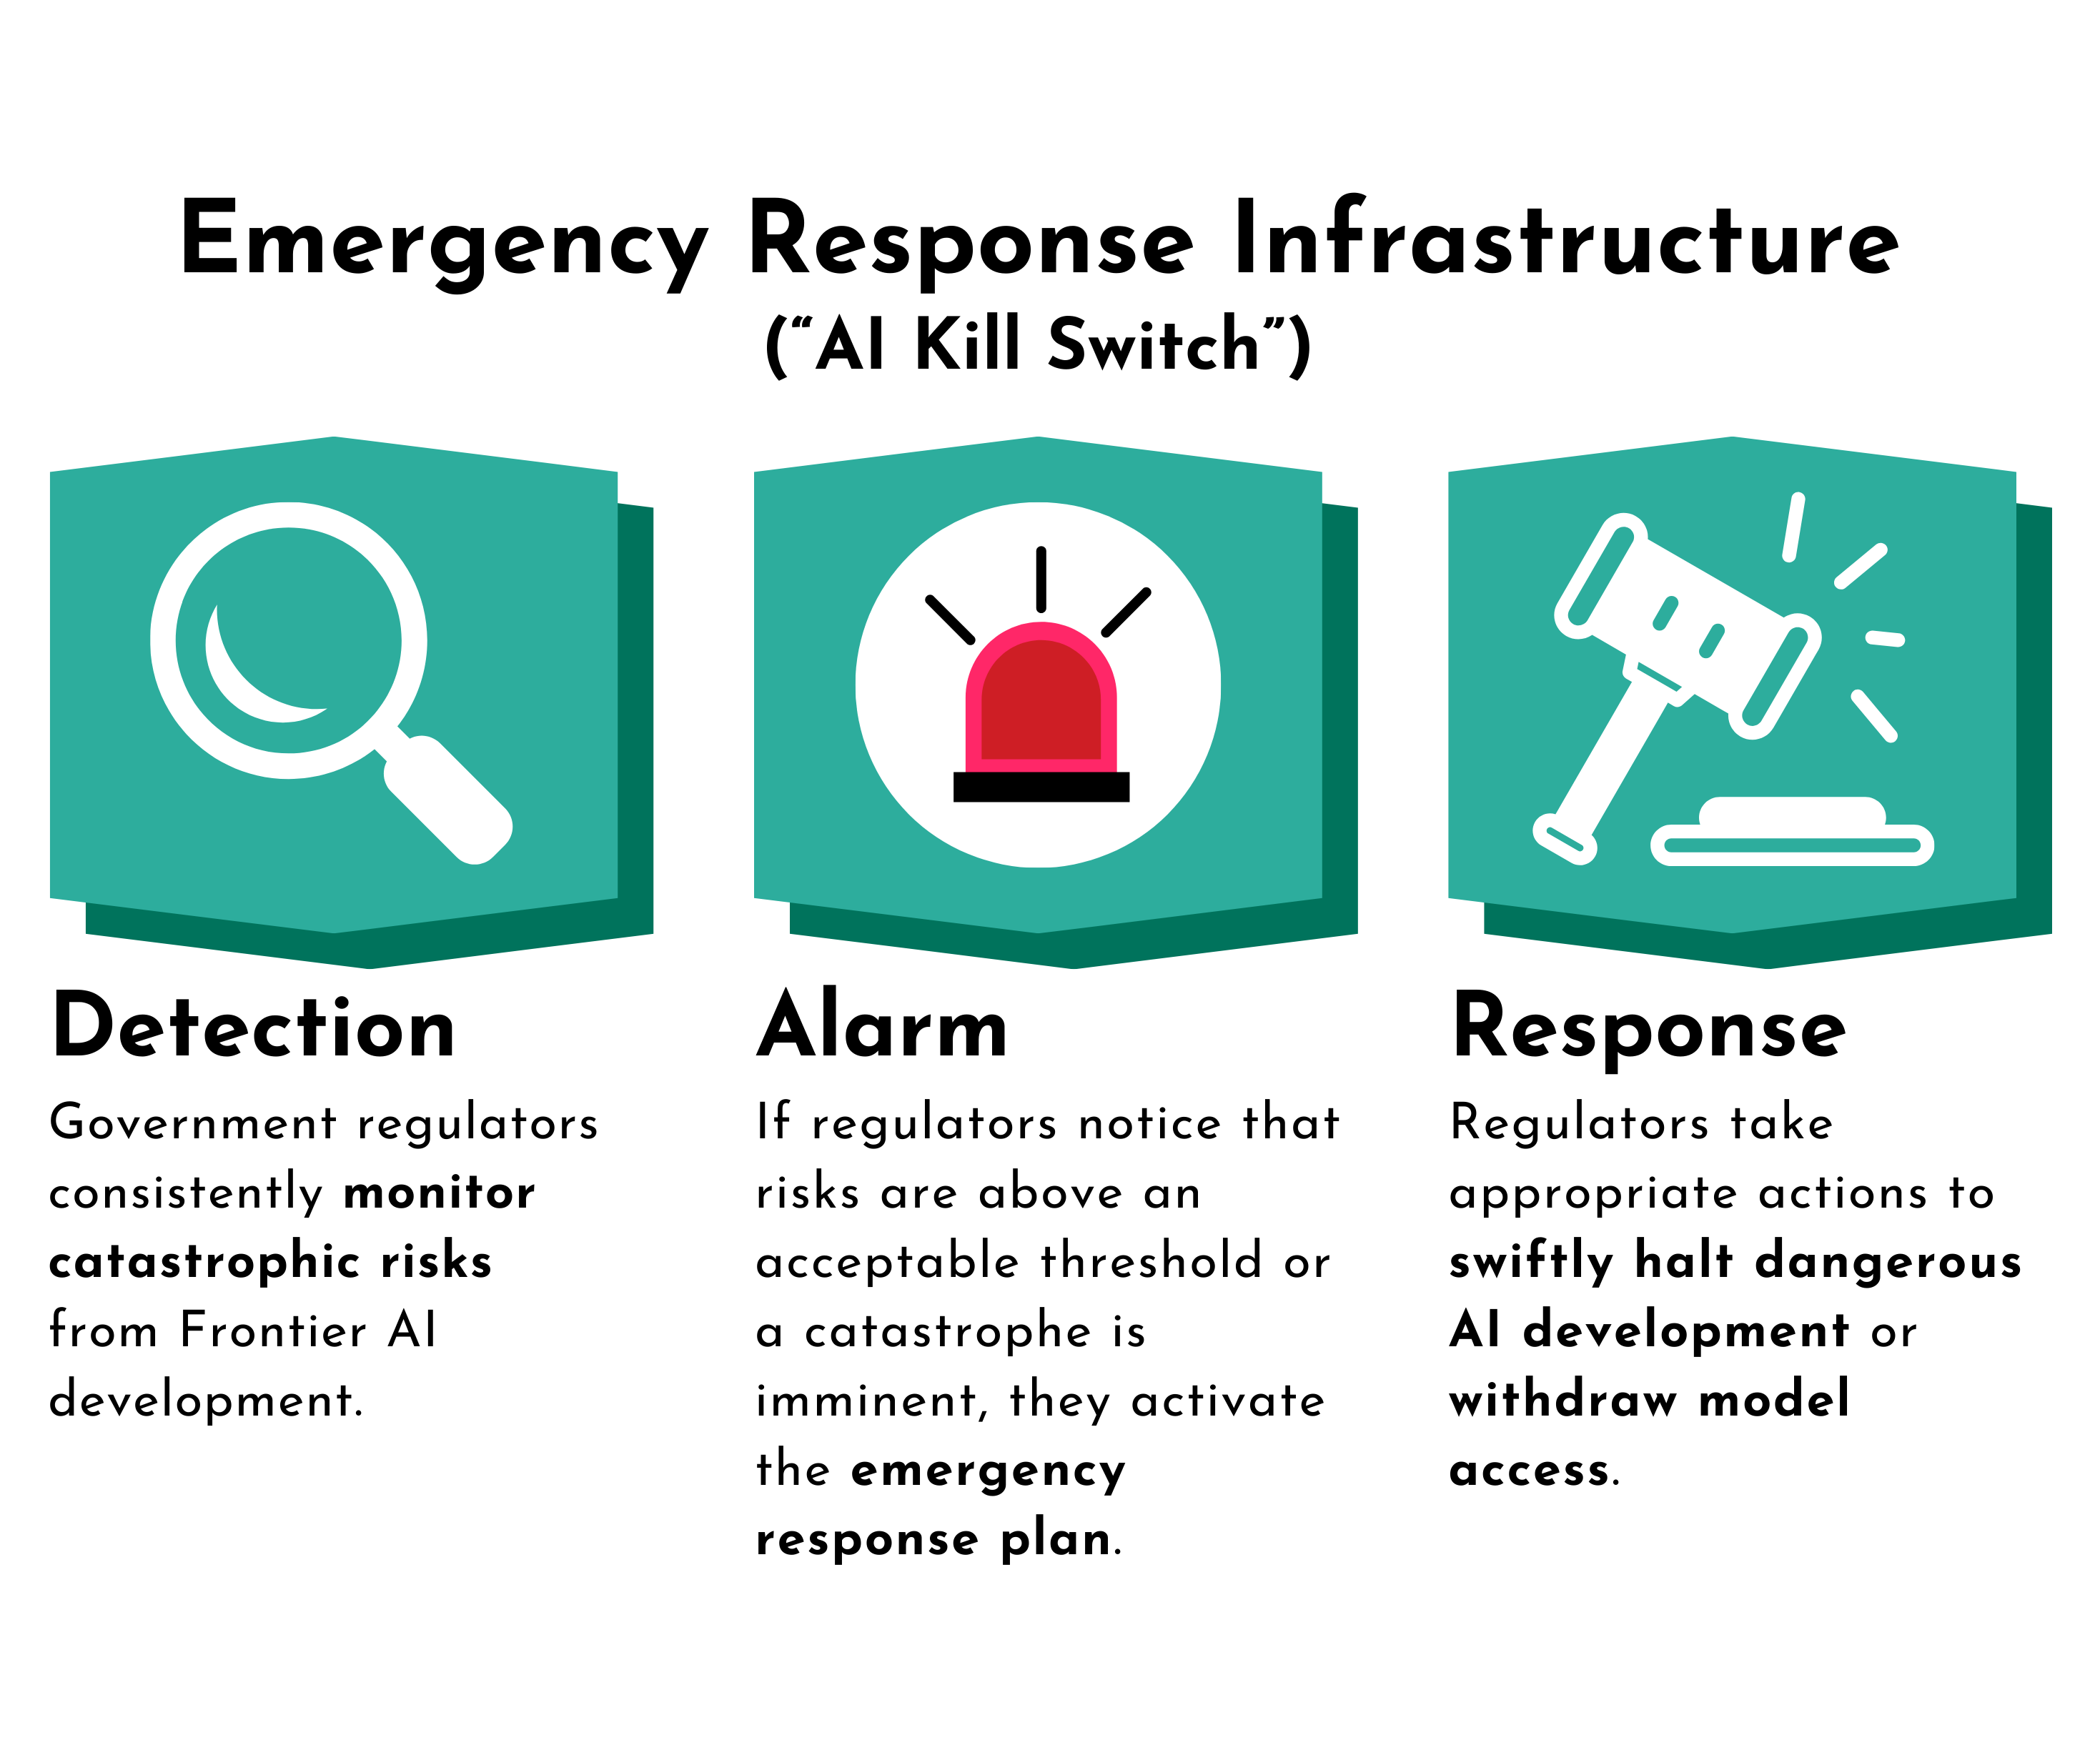 Emergency Response Infrastructure
(“AI Kill Switch”)
Detection
Government regulators
consistently monitor
catastrophic risks
from Frontier AI
development.
Alarm
If regulators notice that
risks are above an
acceptable threshold or
a catastrophe is
imminent, they activate
the emergency
response plan.
Response
Regulators take
appropriate actions to
swiftly halt dangerous
AI development or
withdraw model
access.